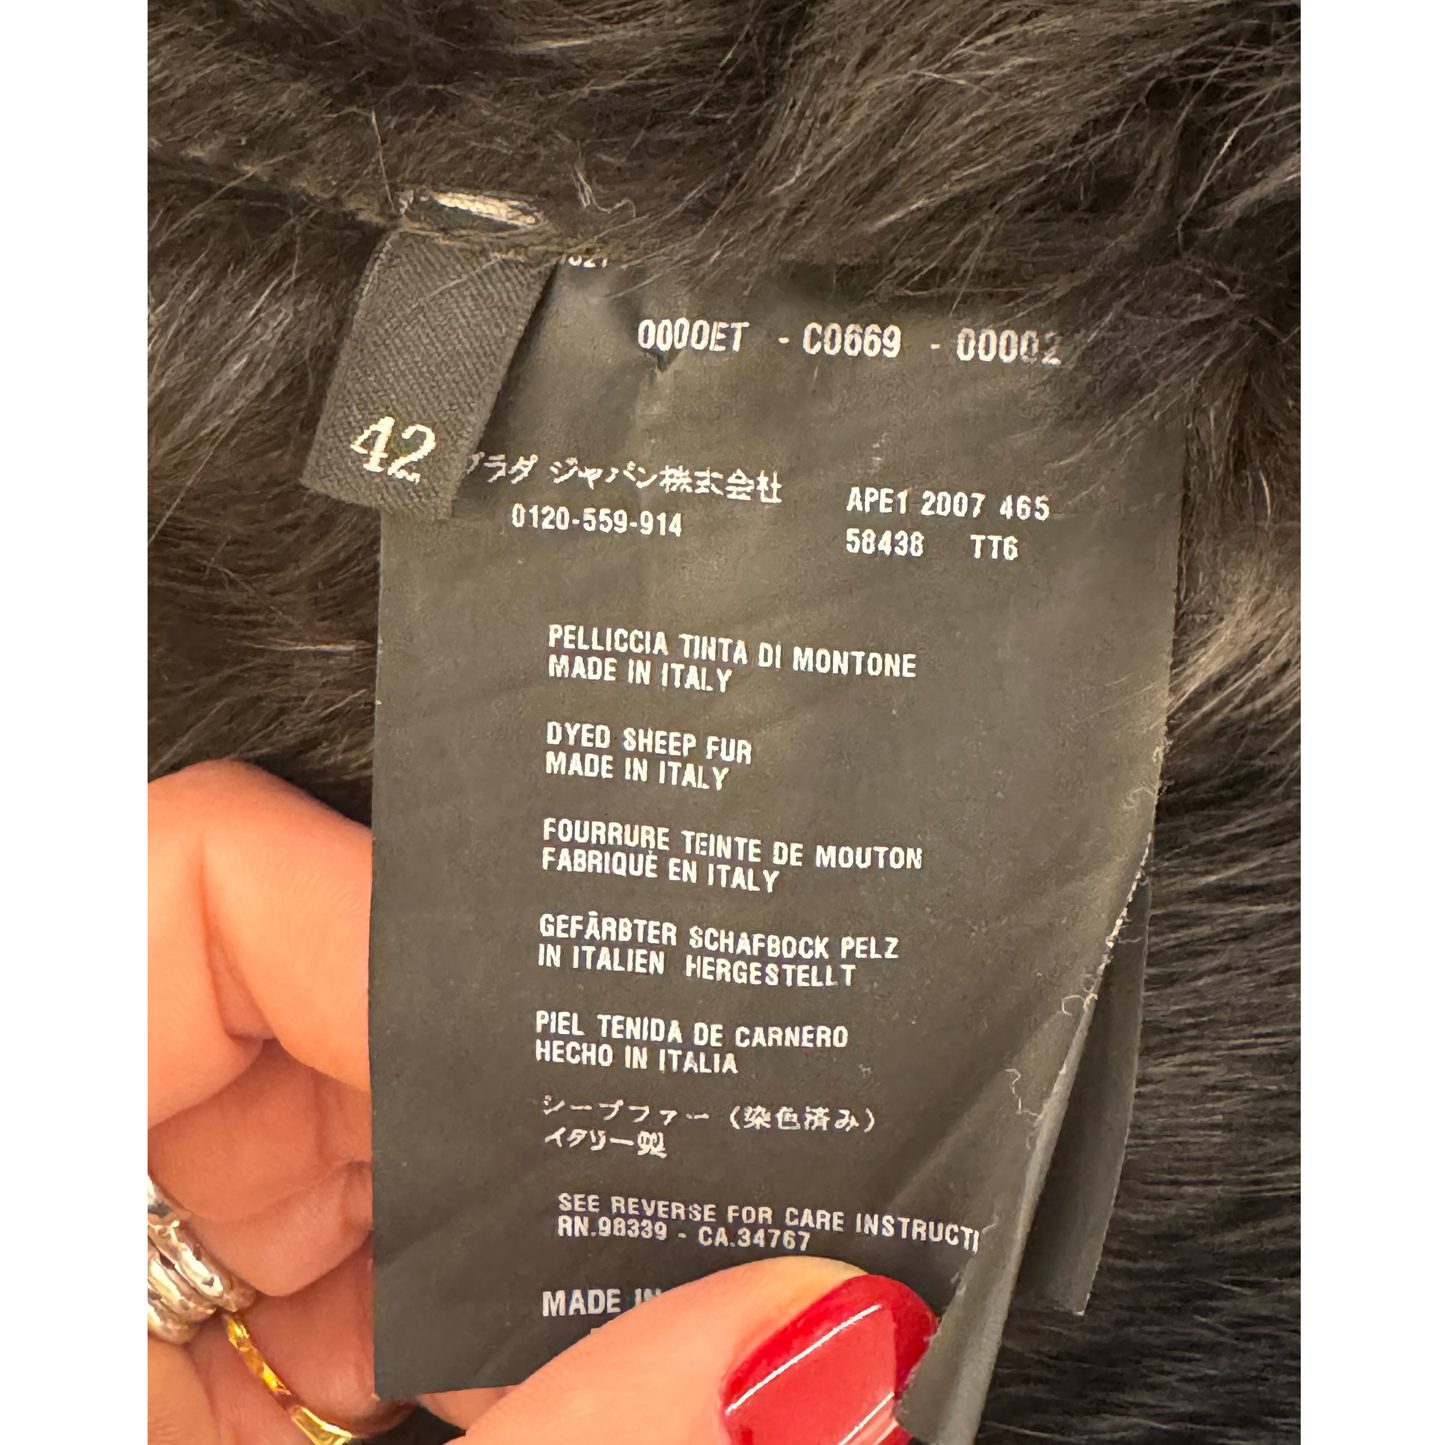 0000ET - C0669 - 00002
42
プラダ ジャパン株式会社
0120-559-914
APE1 2007 465
58438 TT6
PELLICCIA TINTA DI MONTONE
MADE IN ITALY
DYED SHEEP FUR
MADE IN ITALY
FOURRURE TEINTE DE MOUTON
FABRIQUÈ EN ITALY
GEFÄRBTER SCHAFBOCK PELZ
IN ITALIEN HERGESTELLT
PIEL TENIDA DE CARNERO
HECHO IN ITALIA
シープファー（染色済み）
イタリー製
SEE REVERSE FOR CARE INSTRUCTI
RN.98339 - CA.34767
MADE IN